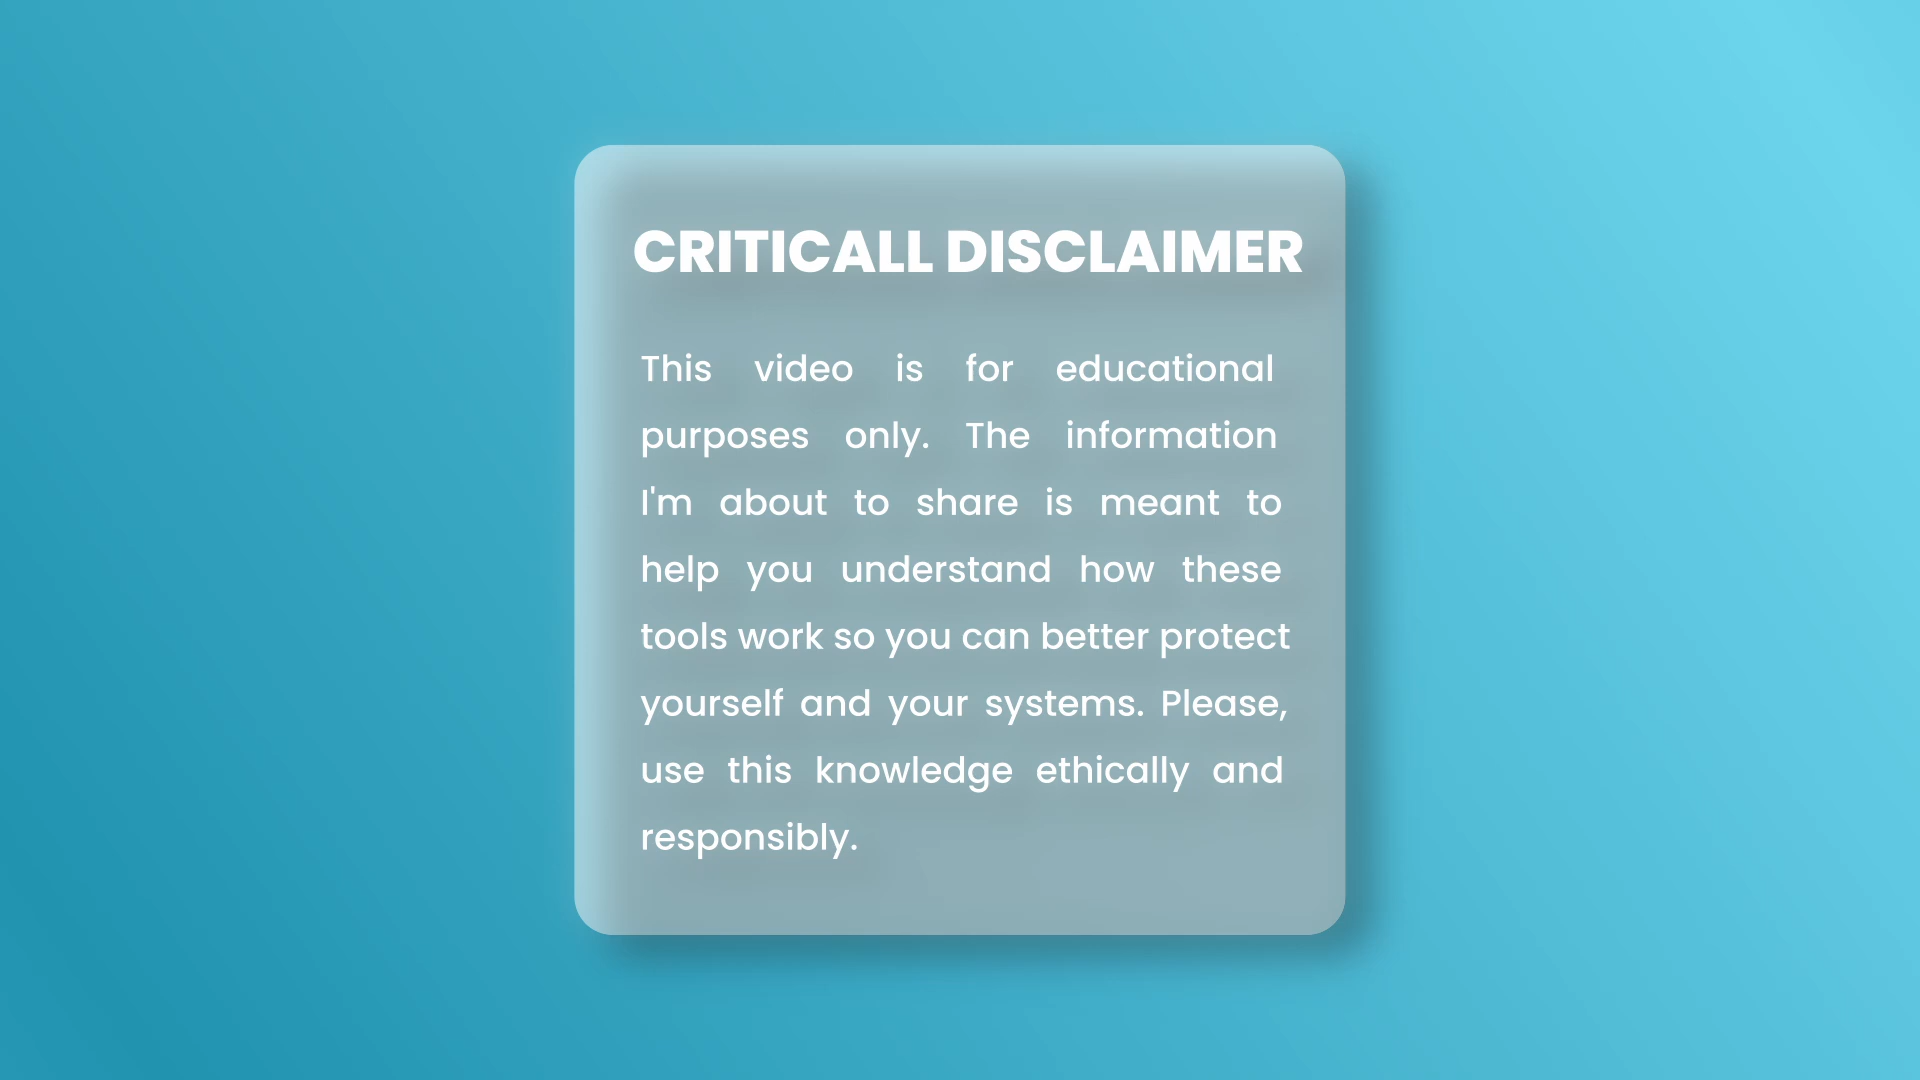 CRITICALL DISCLAIMER
This video is for educational
purposes only. The information
I'm about to share is meant to
help you understand how these
tools work so you can better protect
yourself and your systems. Please,
use this knowledge ethically and
responsibly.